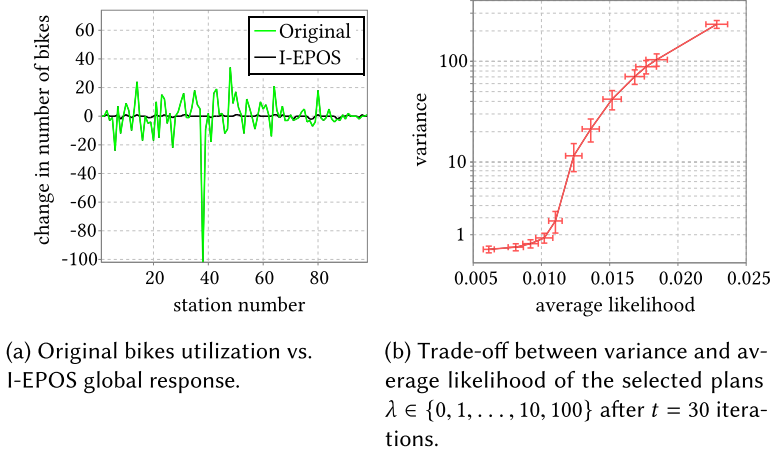 change in number of bikes
60
40
20
0
-20
-40
-60
-80
-100
Original
I-EPOS
20
40
60
80
station number
variance
100
10
1
0.005
0.010
0.015
0.020
0.025
average likelihood
(a) Original bikes utilization vs.
I-EPOS global response.
(b) Trade-off between variance and av-
erage likelihood of the selected plans
λ ∈ {0, 1, . . . , 10, 100} after t = 30 itera-
tions.